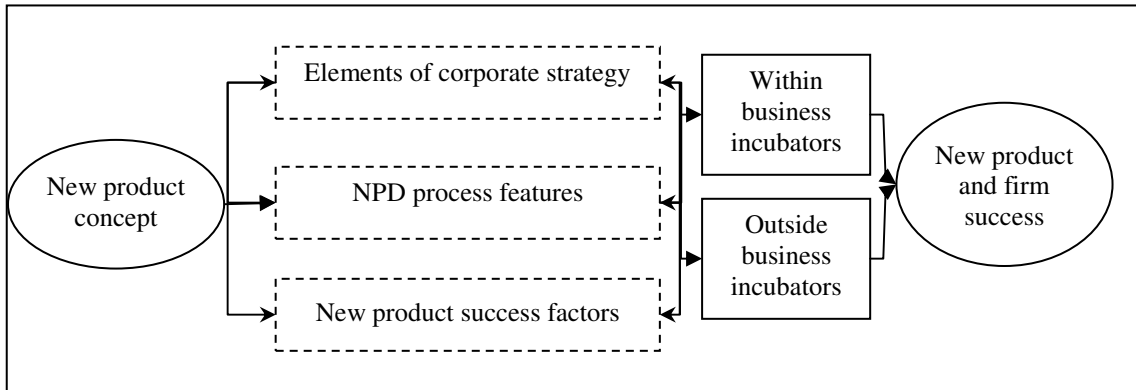 New product
concept
Elements of corporate strategy
NPD process features
New product success factors
Within
business
incubators
Outside
business
incubators
New product
and firm
success